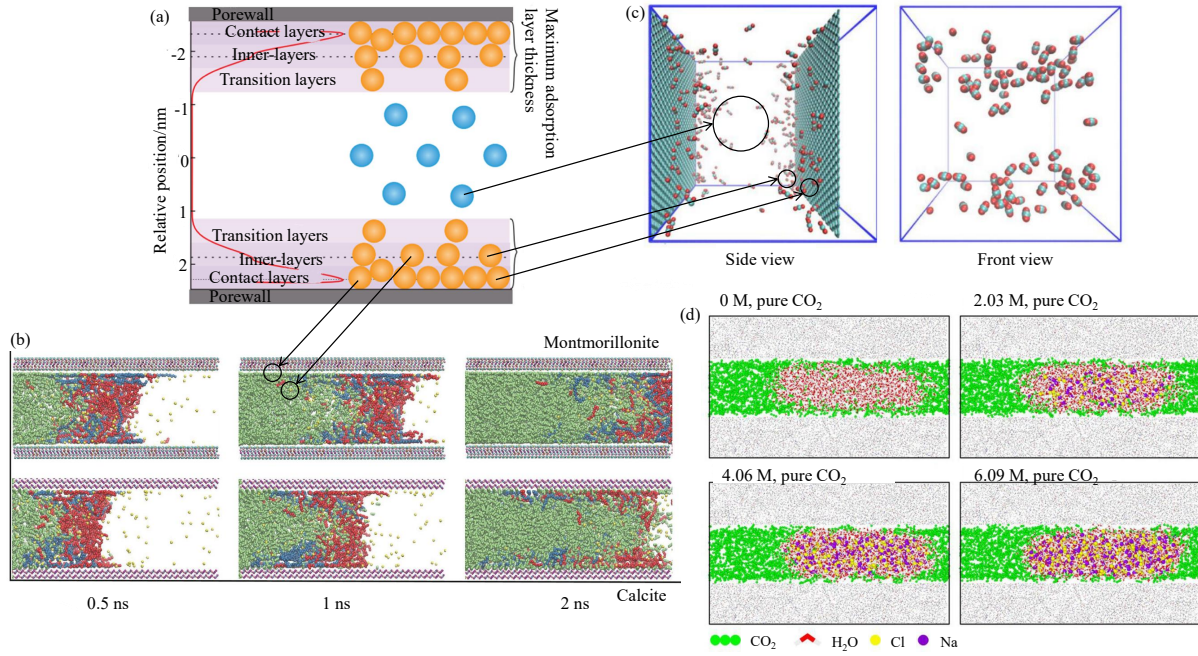 (a)
Porewall
Contact layers
-2
Inner-layers
Transition layers
Maximum adsorption
layer thickness
-1
0
1
Relative position/nm
Transition layers
Inner-layers
2
Contact layers
Porewall
(c)
Side view
Front view
(b)
Montmorillonite
Calcite
0.5 ns
1 ns
2 ns
(d)
0 M, pure CO₂
2.03 M, pure CO₂
4.06 M, pure CO₂
6.09 M, pure CO₂
CO₂
H₂O
Cl
Na